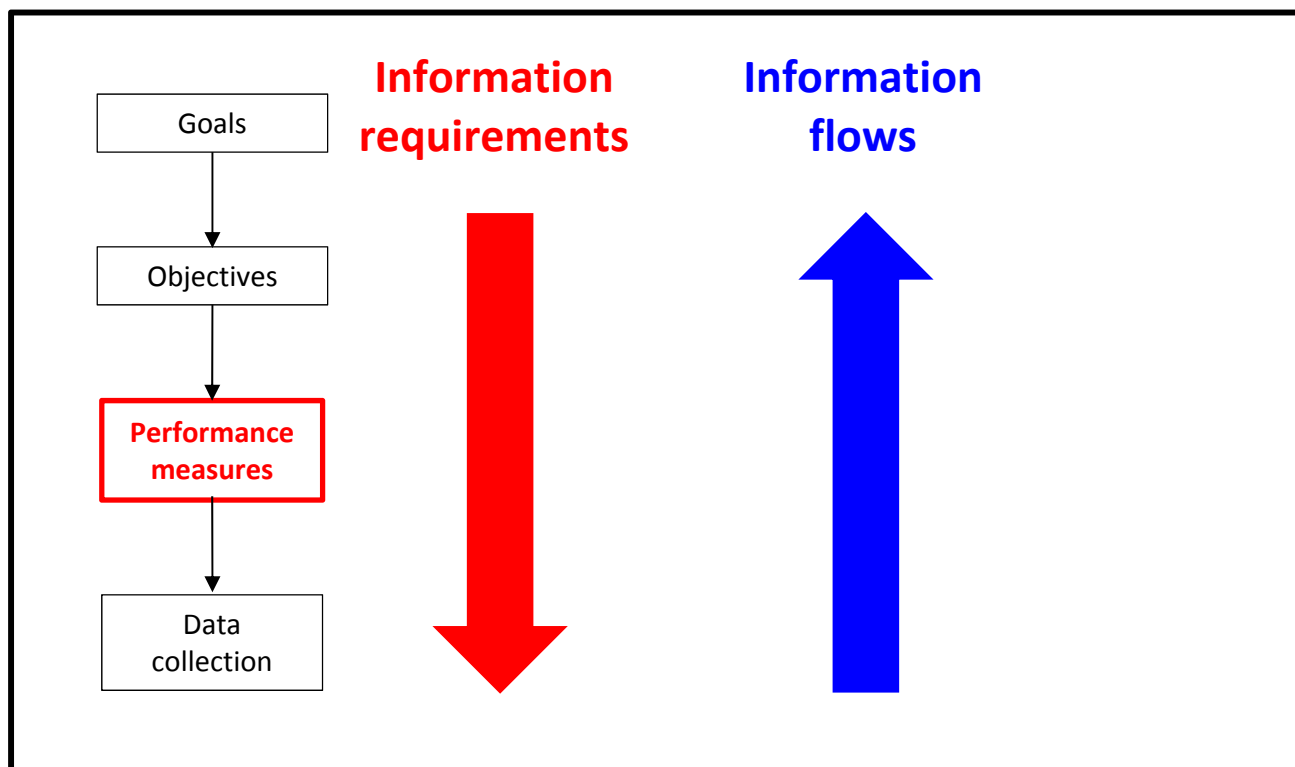 Information
requirements
Information
flows
Goals
Objectives
Performance
measures
Data
collection